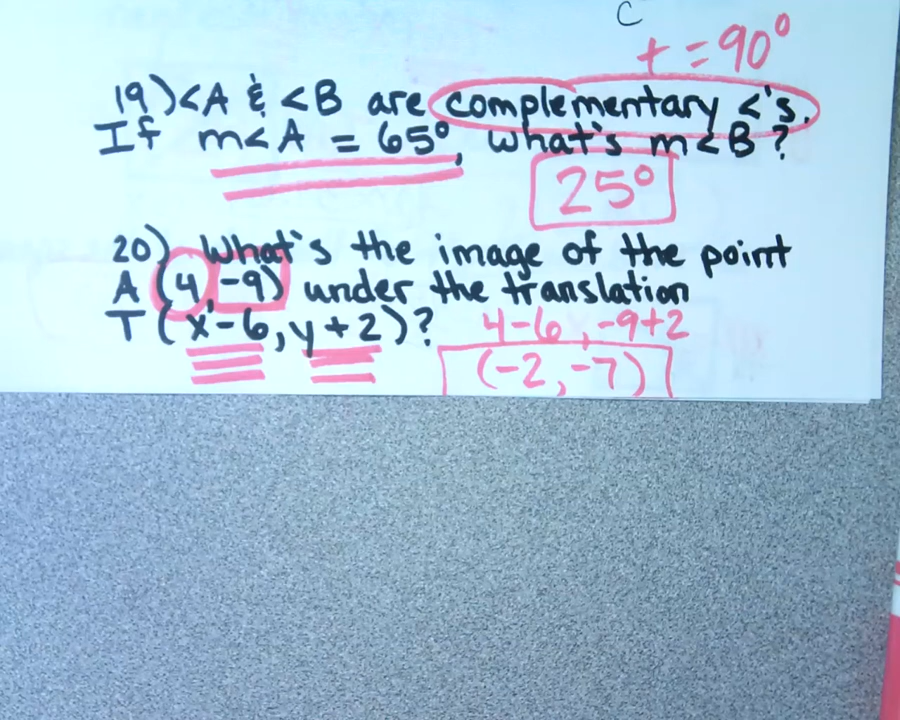 C
+ = 90°
19) <A & <B are complementary <'s.
If m<A = 65°, what's m<B?
25°
20) What's the image of the point
A (4, -9) under the translation
T (x-6, y+2)?
4-6, -9+2
(-2, -7)